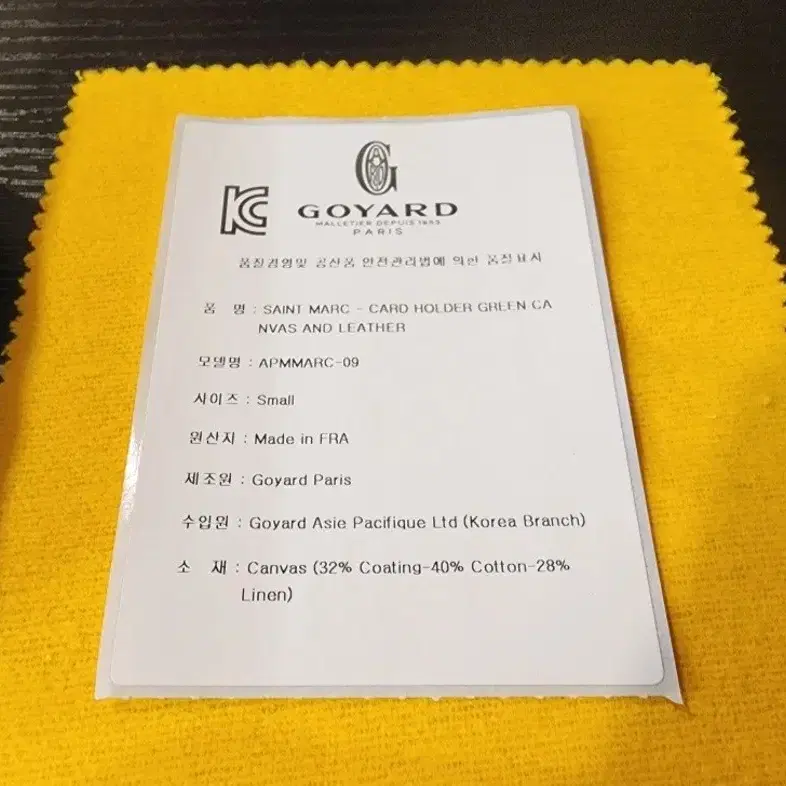 KC
GOYARD
MALLETIER DEPUIS 1853
PARIS
품질경영및 공산품 안전관리법에 의한 품질표시
품 명 : SAINT MARC - CARD HOLDER GREEN CA
NVAS AND LEATHER
모델명 : APMMARC-09
사이즈 : Small
원산지 : Made in FRA
제조원 : Goyard Paris
수입원 : Goyard Asie Pacifique Ltd (Korea Branch)
소 재 : Canvas (32% Coating-40% Cotton-28%
Linen)